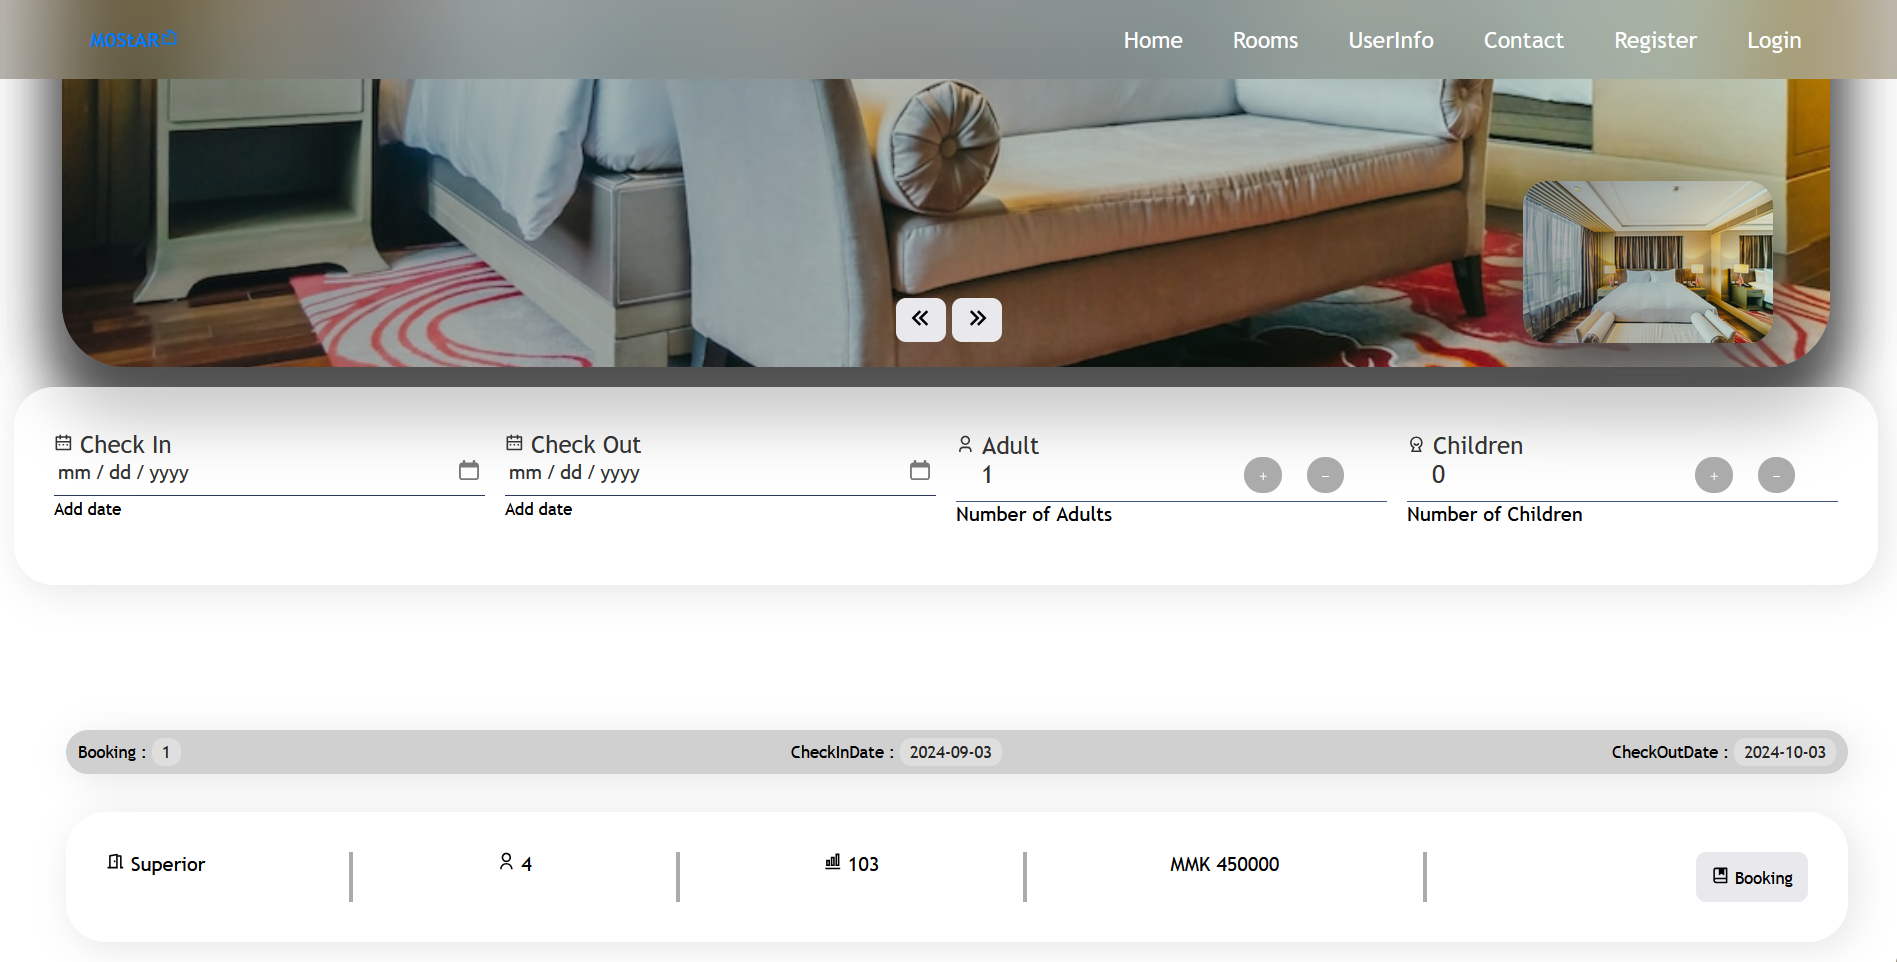 M0StAR
Home Rooms UserInfo Contact Register Login
Check In
mm / dd / yyyy
Add date
Check Out
mm / dd / yyyy
Add date
Adult
1 + −
Number of Adults
Children
0 + −
Number of Children
Booking : 1 CheckInDate : 2024-09-03 CheckOutDate : 2024-10-03
Superior 4 103 MMK 450000 Booking